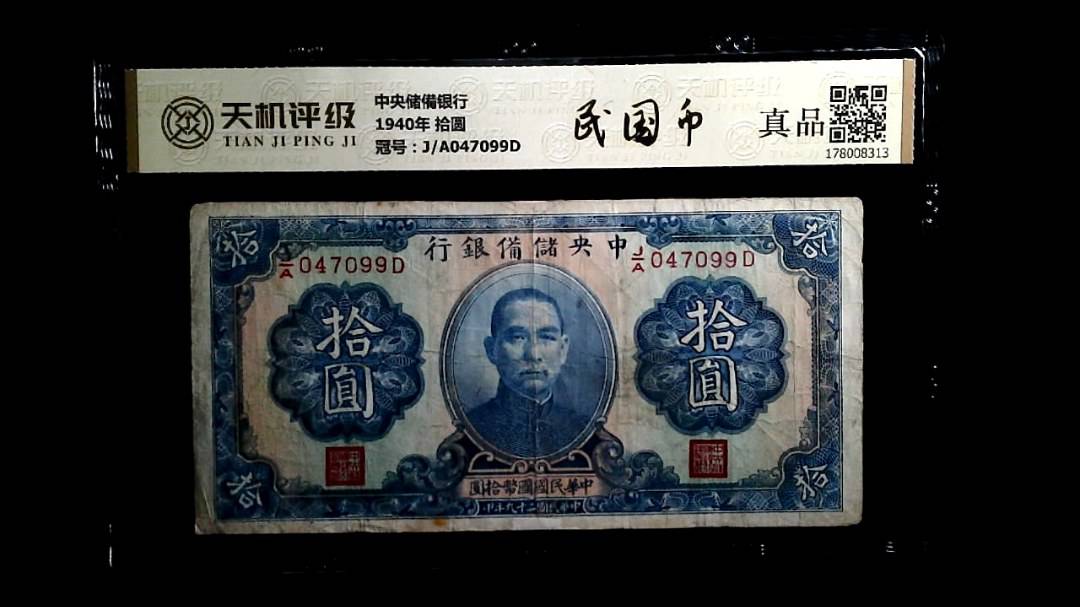 天机评级
TIAN JI PING JI
中央储備银行
1940年 拾圆
冠号：J/A047099D
民国币
真品
178008313
拾
拾
行銀備儲央中
J/A 047099D
J/A 047099D
拾圓
拾圓
圓拾幣國國民華中
拾
拾